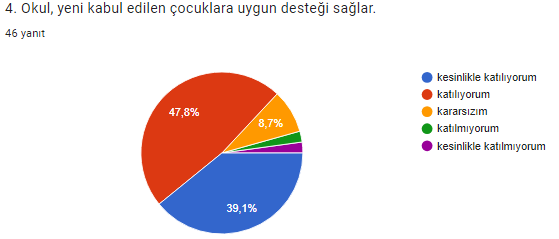 4. Okul, yeni kabul edilen çocuklara uygun desteği sağlar.
46 yanıt
kesinlikle katılıyorum
katılıyorum
kararsızım
katılmıyorum
kesinlikle katılmıyorum
47,8%
8,7%
39,1%